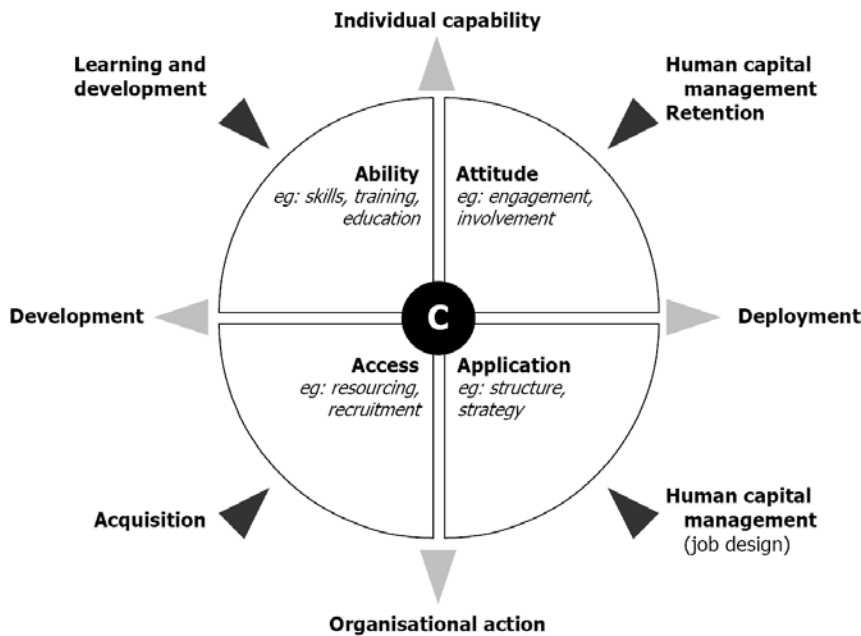 Individual capability
Learning and
development
Human capital
management
Retention
Ability
eg: skills, training,
education
Attitude
eg: engagement,
involvement
Development
C
Deployment
Access
eg: resourcing,
recruitment
Application
eg: structure,
strategy
Acquisition
Human capital
management
(job design)
Organisational action